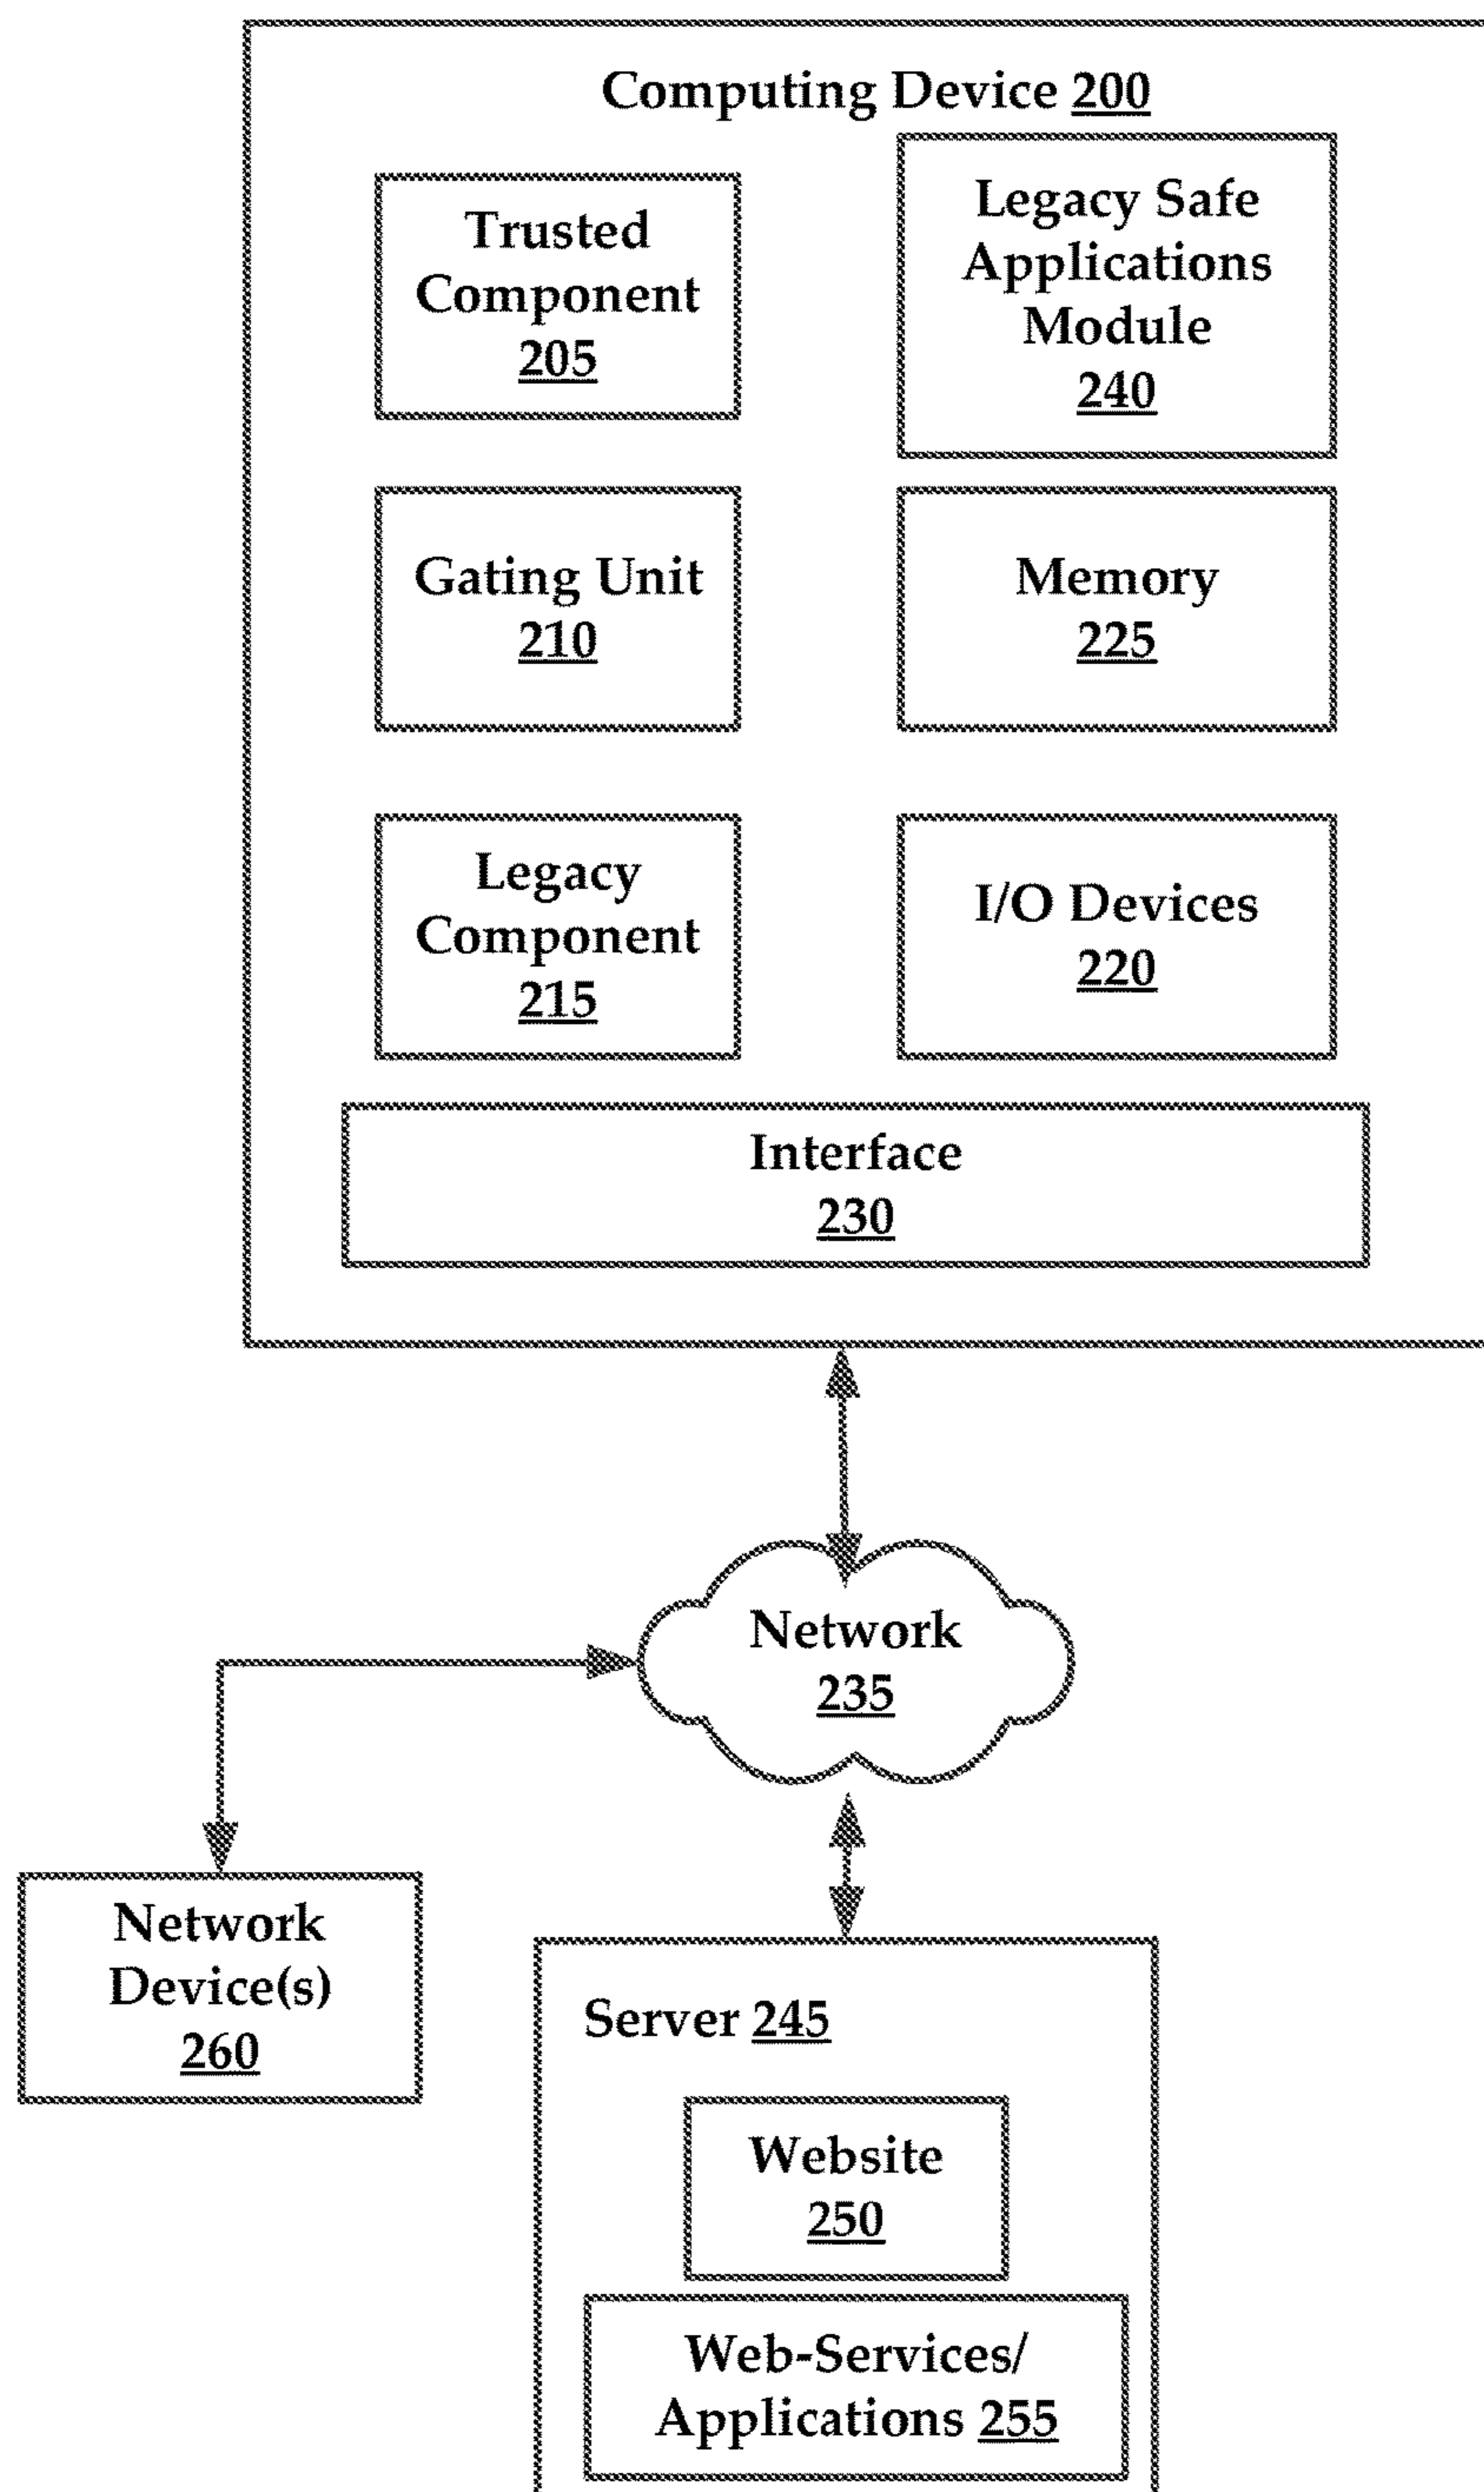 Computing Device 200
Trusted
Component
205
Legacy Safe
Applications
Module
240
Gating Unit
210
Memory
225
Legacy
Component
215
I/O Devices
220
Interface
230
Network
235
Network
Device(s)
260
Server 245
Website
250
Web-Services/
Applications 255